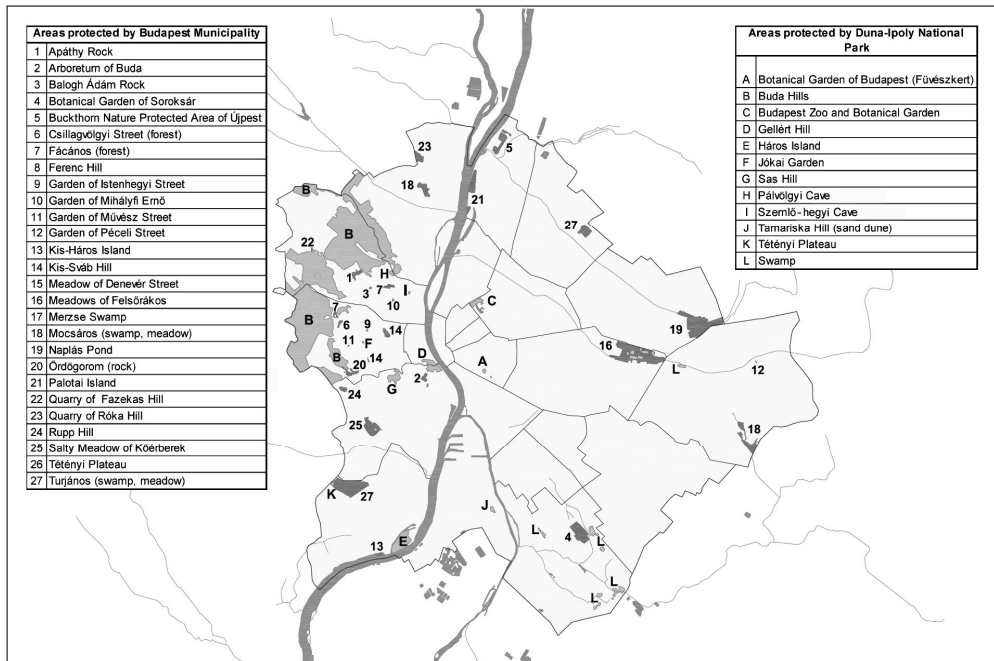 Areas protected by Budapest Municipality
1 Apáthy Rock
2 Arboretum of Buda
3 Balogh Ádám Rock
4 Botanical Garden of Soroksár
5 Buckthorn Nature Protected Area of Újpest
6 Csillagvölgyi Street (forest)
7 Fácános (forest)
8 Ferenc Hill
9 Garden of Istenhegyi Street
10 Garden of Mihályfi Ernő
11 Garden of Művész Street
12 Garden of Péceli Street
13 Kis-Háros Island
14 Kis-Sváb Hill
15 Meadow of Denevér Street
16 Meadows of Felsőrákos
17 Merzse Swamp
18 Mocsáros (swamp, meadow)
19 Naplás Pond
20 Ördögorom (rock)
21 Palotai Island
22 Quarry of Fazekas Hill
23 Quarry of Róka Hill
24 Rupp Hill
25 Salty Meadow of Kőérberek
26 Tétényi Plateau
27 Turjános (swamp, meadow)
Areas protected by Duna-Ipoly National
Park
A Botanical Garden of Budapest (Füvészkert)
B Buda Hills
C Budapest Zoo and Botanical Garden
D Gellért Hill
E Háros Island
F Jókai Garden
G Sas Hill
H Pálvölgyi Cave
I Szemlő-hegyi Cave
J Tamariska Hill (sand dune)
K Tétényi Plateau
L Swamp
23
5
18
B
21
27
B
22
H
1
7
I
3
10
C
B
7
6
9
14
19
11
F
16
B
14
D
A
L
12
20
2
G
24
25
18
K
27
J
L
4
L
E
13
L
L